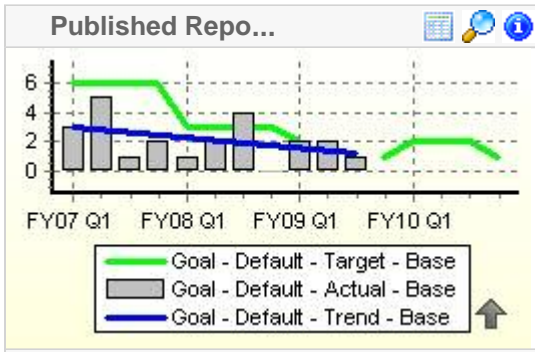 Published Repo...
6
4
2
0
FY07 Q1 FY08 Q1 FY09 Q1 FY10 Q1
Goal - Default - Target - Base
Goal - Default - Actual - Base
Goal - Default - Trend - Base